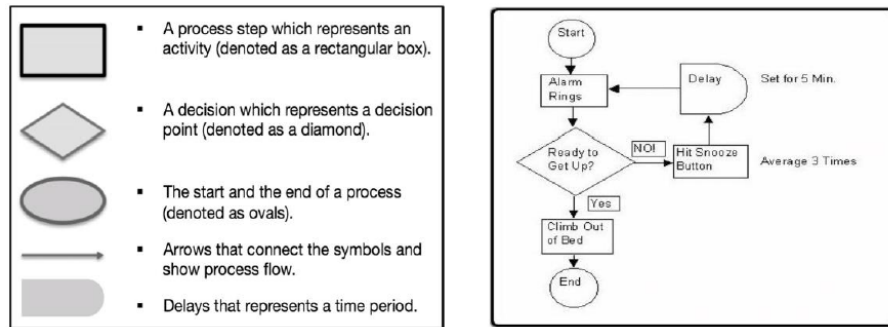 ▪ A process step which represents an
activity (denoted as a rectangular box).
▪ A decision which represents a decision
point (denoted as a diamond).
▪ The start and the end of a process
(denoted as ovals).
▪ Arrows that connect the symbols and
show process flow.
▪ Delays that represents a time period.
Start
Alarm
Rings
Delay
Set for 5 Min.
Ready to
Get Up?
NO!
Hit Snooze
Button
Average 3 Times
Yes
Climb Out
of Bed
End